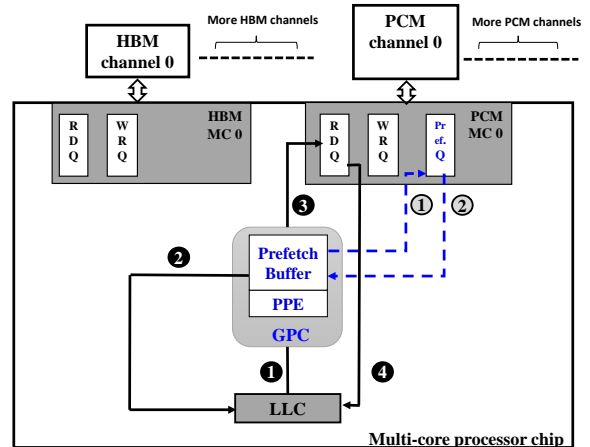 More HBM channels
More PCM channels
HBM
channel 0
PCM
channel 0
HBM
MC 0
PCM
MC 0
R
D
Q
W
R
Q
R
D
Q
W
R
Q
Pr
ef.
Q
3
1
2
2
Prefetch
Buffer
PPE
GPC
1
4
LLC
Multi-core processor chip